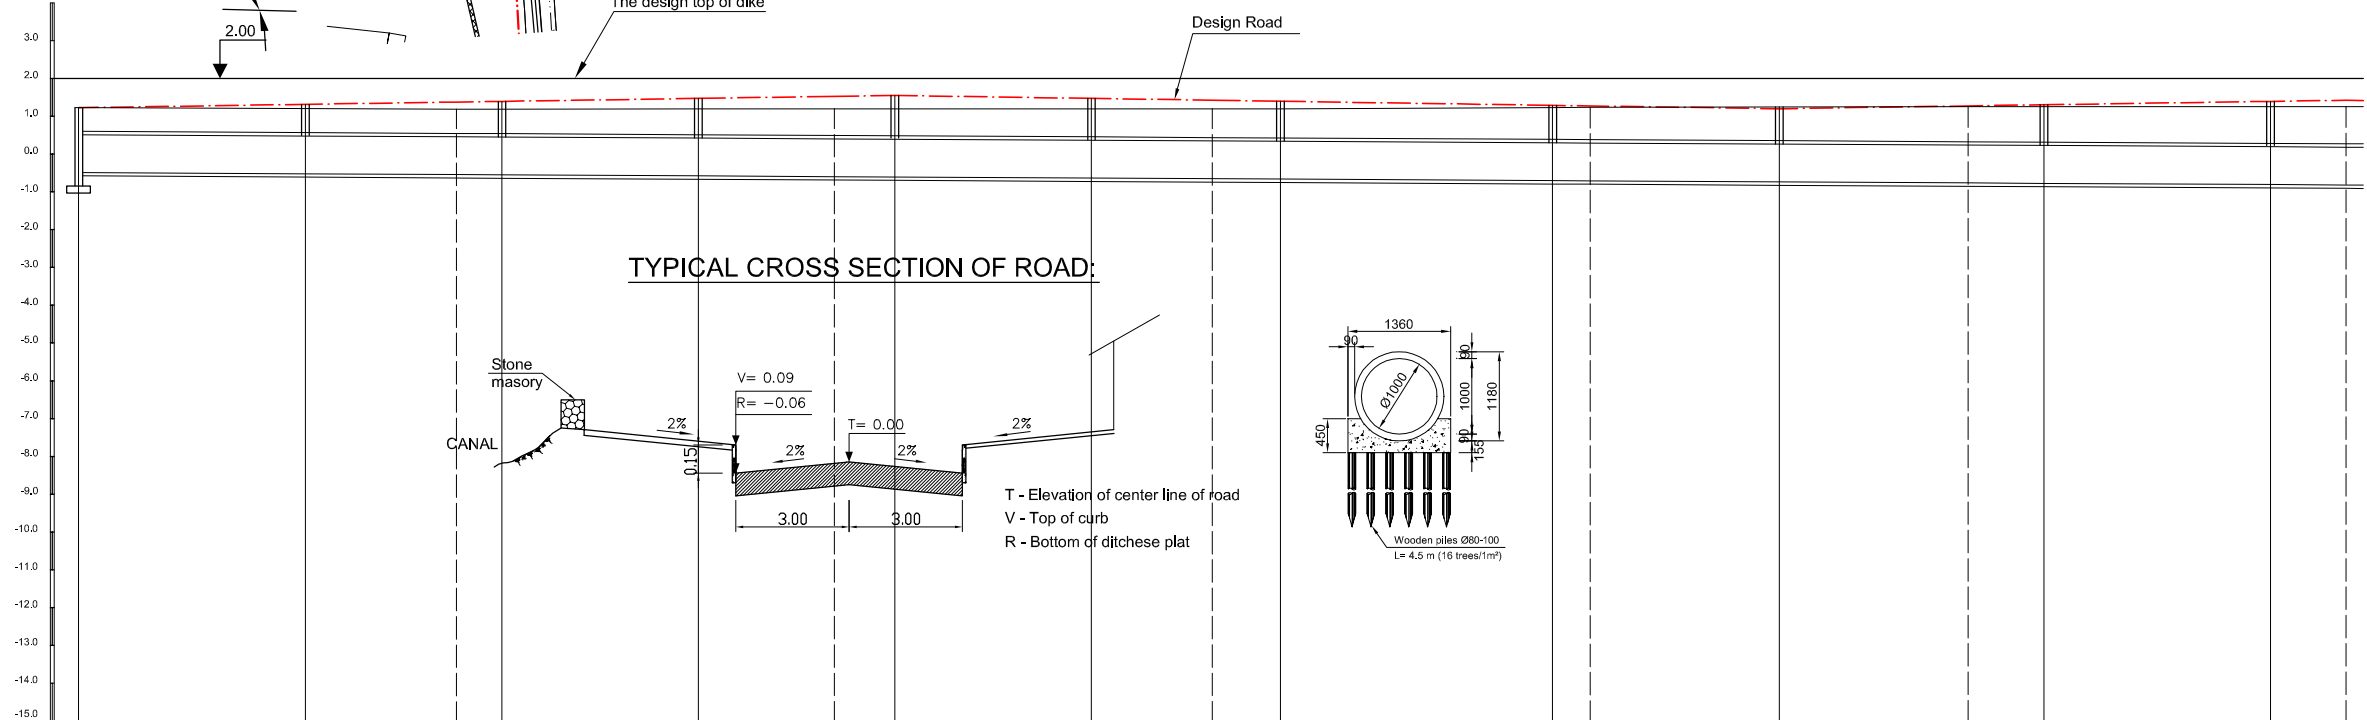 The design top of dike
Design Road
2.00
3.0
2.0
1.0
0.0
-1.0
-2.0
-3.0
-4.0
-5.0
-6.0
-7.0
-8.0
-9.0
-10.0
-11.0
-12.0
-13.0
-14.0
-15.0
TYPICAL CROSS SECTION OF ROAD:
Stone
masory
CANAL
2%
V= 0.09
R= -0.06
T= 0.00
2%
2%
2%
0.15
3.00
3.00
T - Elevation of center line of road
V - Top of curb
R - Bottom of ditchese plat
1360
90
Ø1000
90
1000
1180
90
155
450
Wooden piles Ø80-100
L= 4.5 m (16 trees/1m²)